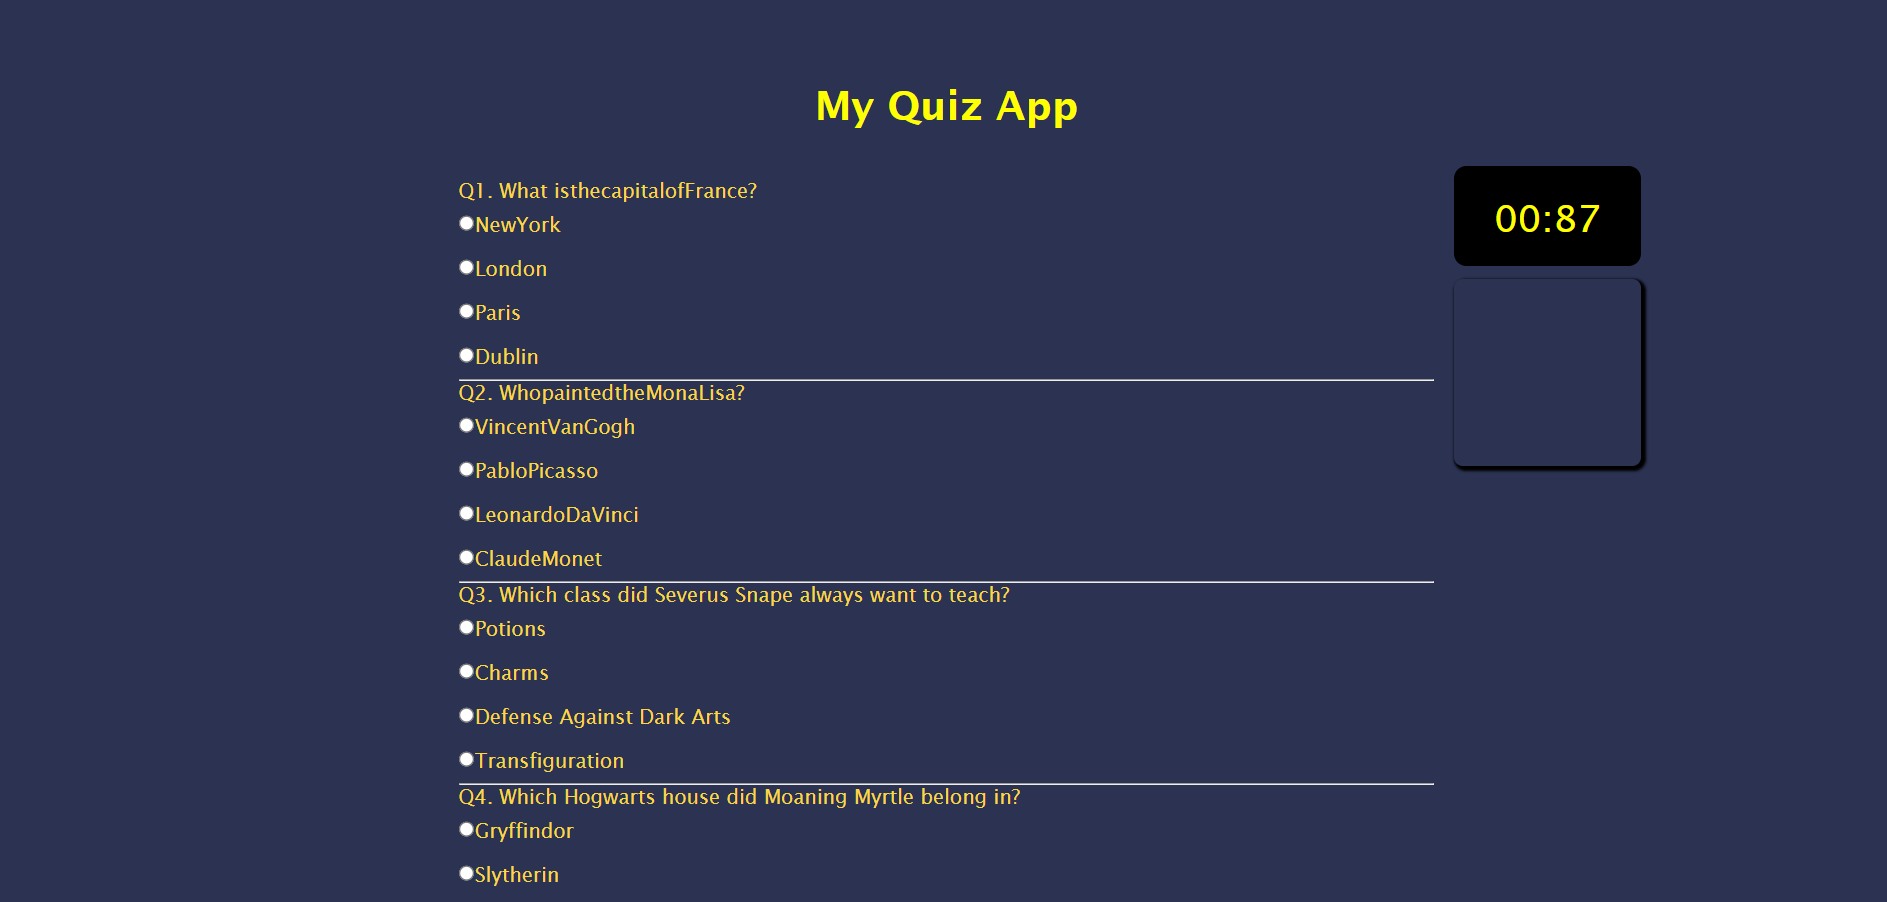 My Quiz App
00:87
Q1. What isthecapitalofFrance?
NewYork
London
Paris
Dublin
Q2. WhopaintedtheMonaLisa?
VincentVanGogh
PabloPicasso
LeonardoDaVinci
ClaudeMonet
Q3. Which class did Severus Snape always want to teach?
Potions
Charms
Defense Against Dark Arts
Transfiguration
Q4. Which Hogwarts house did Moaning Myrtle belong in?
Gryffindor
Slytherin